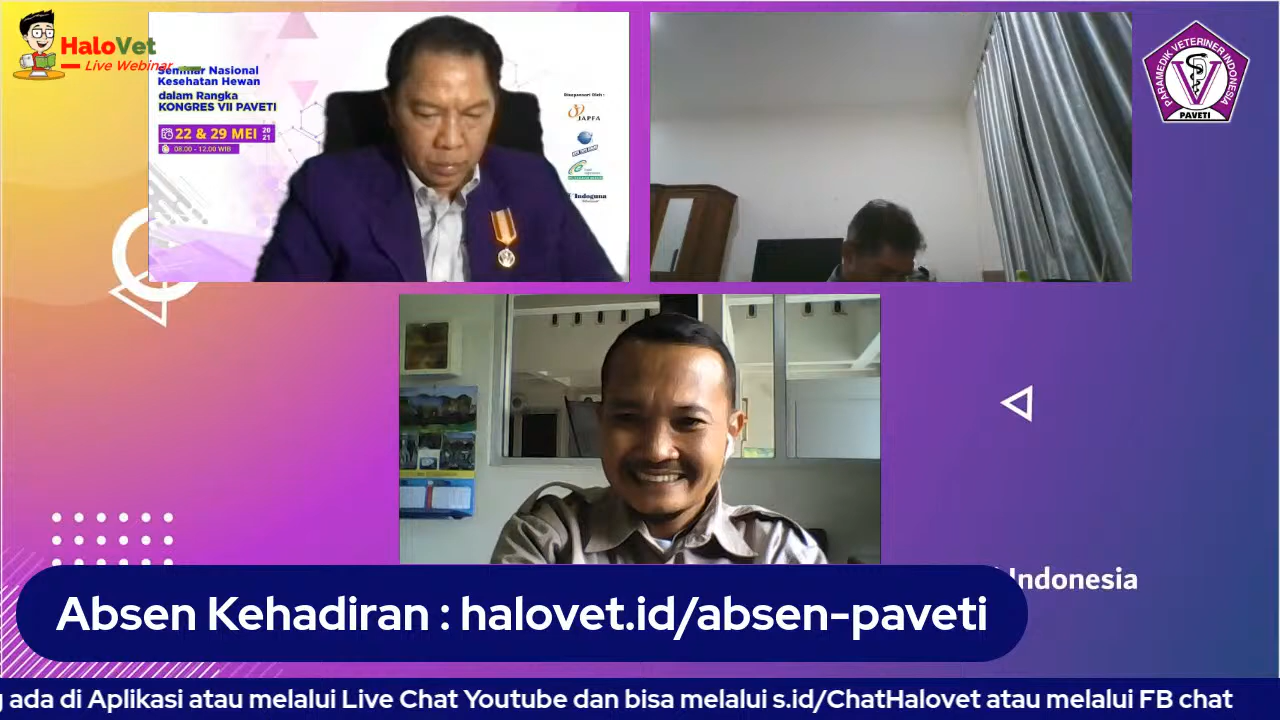 HaloVet
Live Webinar
Seminar Nasional
Kesehatan Hewan
dalam Rangka
KONGRES VII PAVETI
22 & 29 MEI 2021
08.00 - 12.00 WIB
JAPFA
Indoguna
PARAMEDIK VETERINER INDONESIA
PAVETI
Indonesia
Absen Kehadiran : halovet.id/absen-paveti
ada di Aplikasi atau melalui Live Chat Youtube dan bisa melalui s.id/ChatHalovet atau melalui FB chat